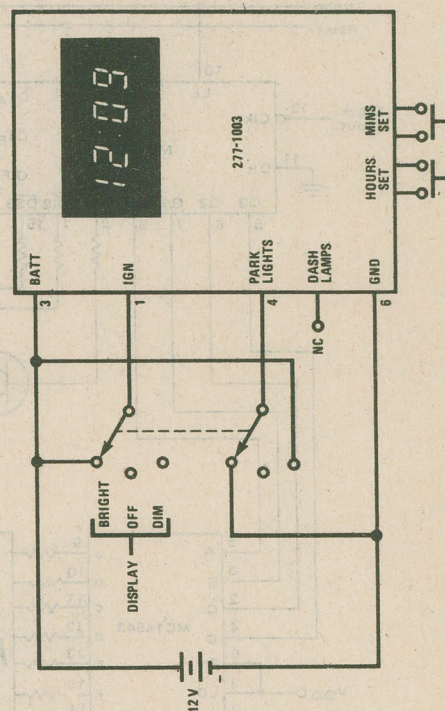 12 09
277-1003
BATT
3
IGN
1
PARK
LIGHTS
4
DASH
LAMPS
NC
GND
6
HOURS
SET
MINS
SET
DISPLAY
BRIGHT
OFF
DIM
12V
-